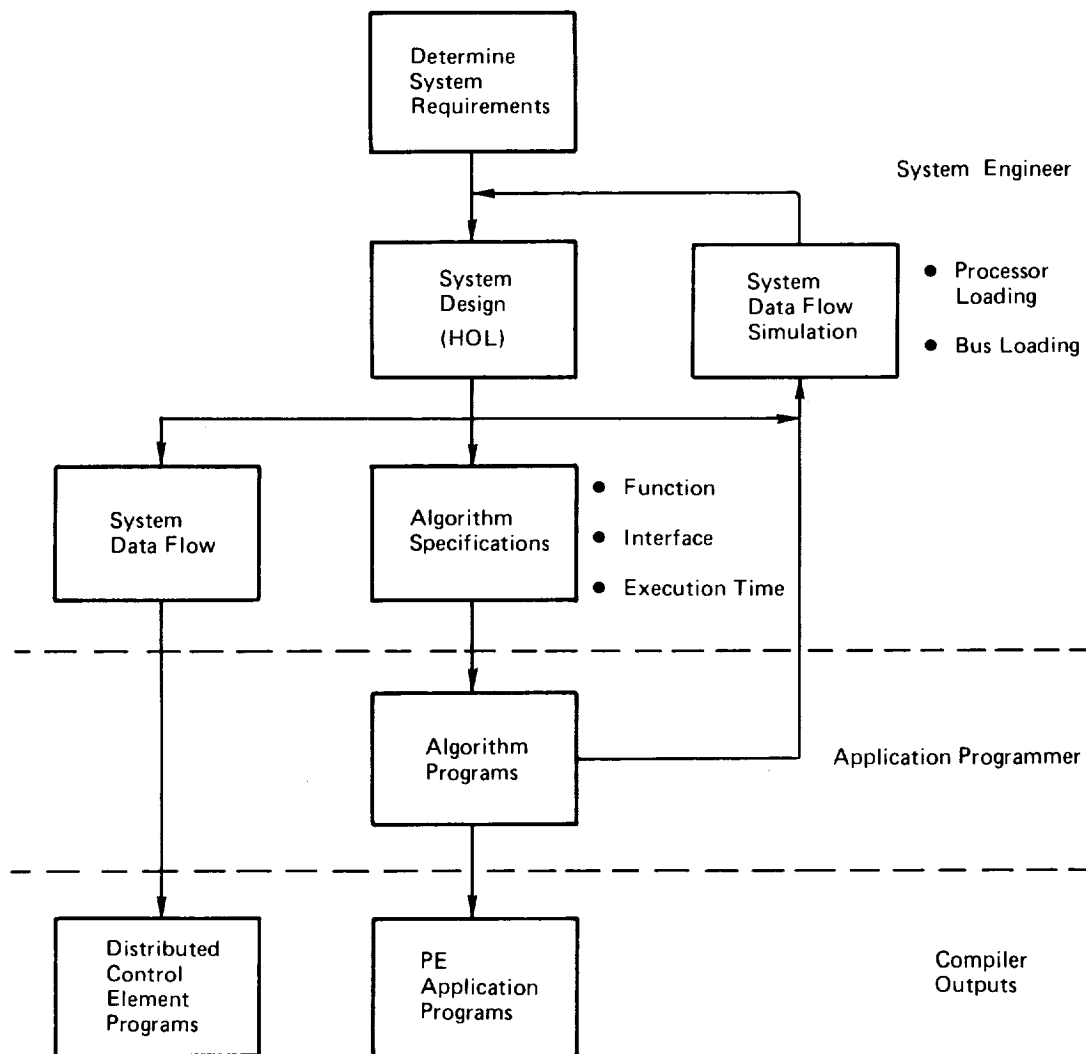 Determine
System
Requirements
System Engineer
System
Design
(HOL)
System
Data Flow
Simulation
● Processor
Loading
● Bus Loading
System
Data Flow
Algorithm
Specifications
● Function
● Interface
● Execution Time
Algorithm
Programs
Application Programmer
Distributed
Control
Element
Programs
PE
Application
Programs
Compiler
Outputs